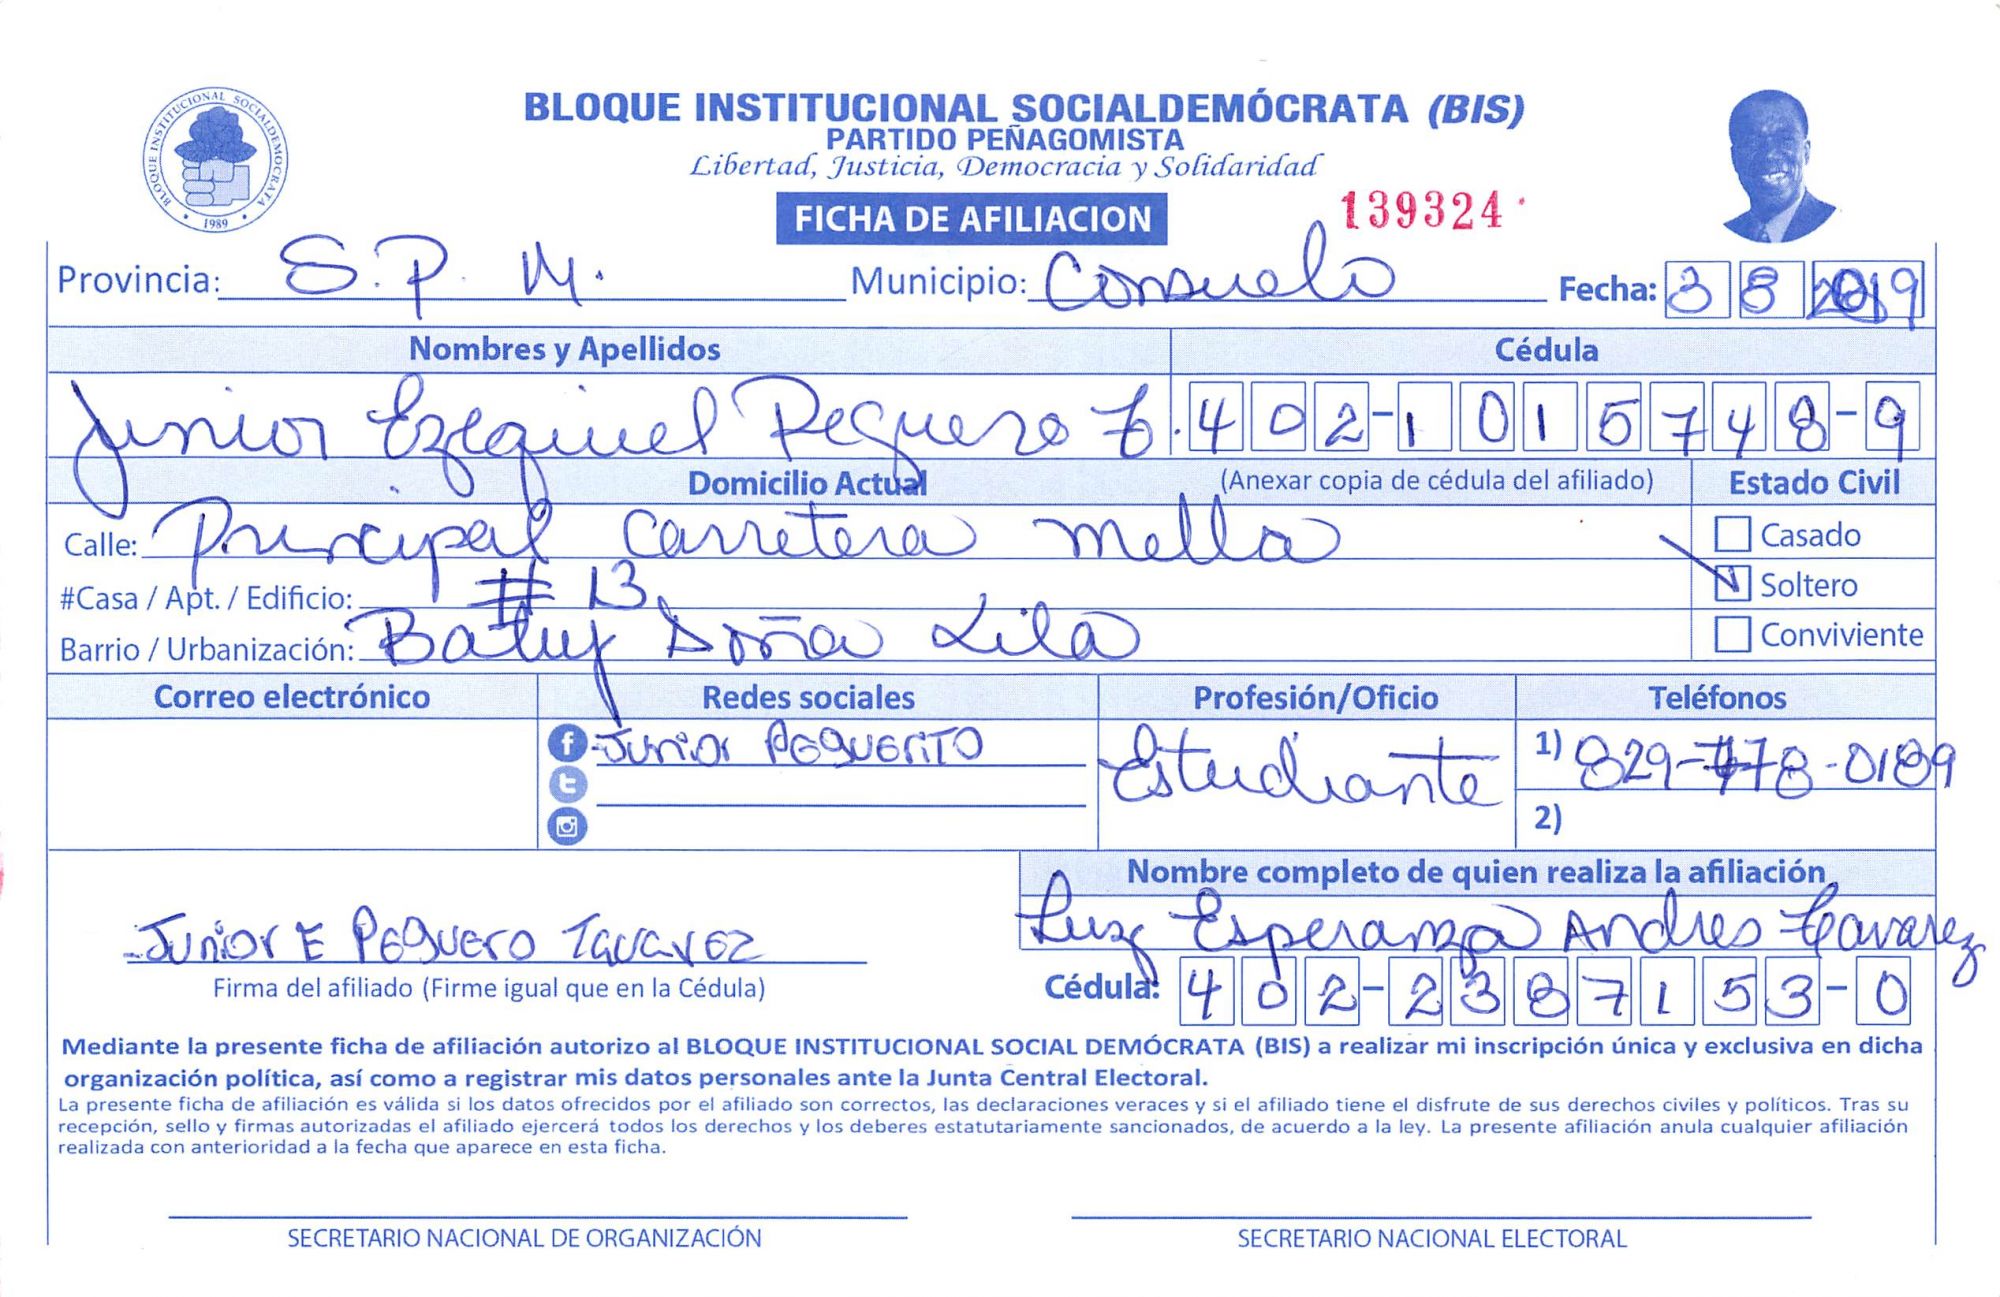 BLOQUE INSTITUCIONAL SOCIALDEMÓCRATA (BIS)
PARTIDO PEÑAGOMISTA
Libertad, Justicia, Democracia y Solidaridad
FICHA DE AFILIACION 139324
BLOQUE INSTITUCIONAL SOCIALDEMOCRATA
1989
Provincia: S.P.M. Municipio: Consuelo Fecha: 3 8 2019
Nombres y Apellidos Cédula
Junior Ezequiel Peguero T. 402-1015748-9
Domicilio Actual (Anexar copia de cédula del afiliado) Estado Civil
Calle: Principal Carretera Mella Casado
#Casa / Apt. / Edificio: # 13 Soltero
Barrio / Urbanización: Batey Doña Lila Conviviente
Correo electrónico Redes sociales Profesión/Oficio Teléfonos
Junior Peguerito Estudiante 1) 829-778-0189
2)
Nombre completo de quien realiza la afiliación
Junior E Peguero Tavarez Luz Esperanza Andres Tavarez
Firma del afiliado (Firme igual que en la Cédula) Cédula: 402-2387153-0
Mediante la presente ficha de afiliación autorizo al BLOQUE INSTITUCIONAL SOCIAL DEMÓCRATA (BIS) a realizar mi inscripción única y exclusiva en dicha
organización política, así como a registrar mis datos personales ante la Junta Central Electoral.
La presente ficha de afiliación es válida si los datos ofrecidos por el afiliado son correctos, las declaraciones veraces y si el afiliado tiene el disfrute de sus derechos civiles y políticos. Tras su
recepción, sello y firmas autorizadas el afiliado ejercerá todos los derechos y los deberes estatutariamente sancionados, de acuerdo a la ley. La presente afiliación anula cualquier afiliación
realizada con anterioridad a la fecha que aparece en esta ficha.
SECRETARIO NACIONAL DE ORGANIZACIÓN SECRETARIO NACIONAL ELECTORAL